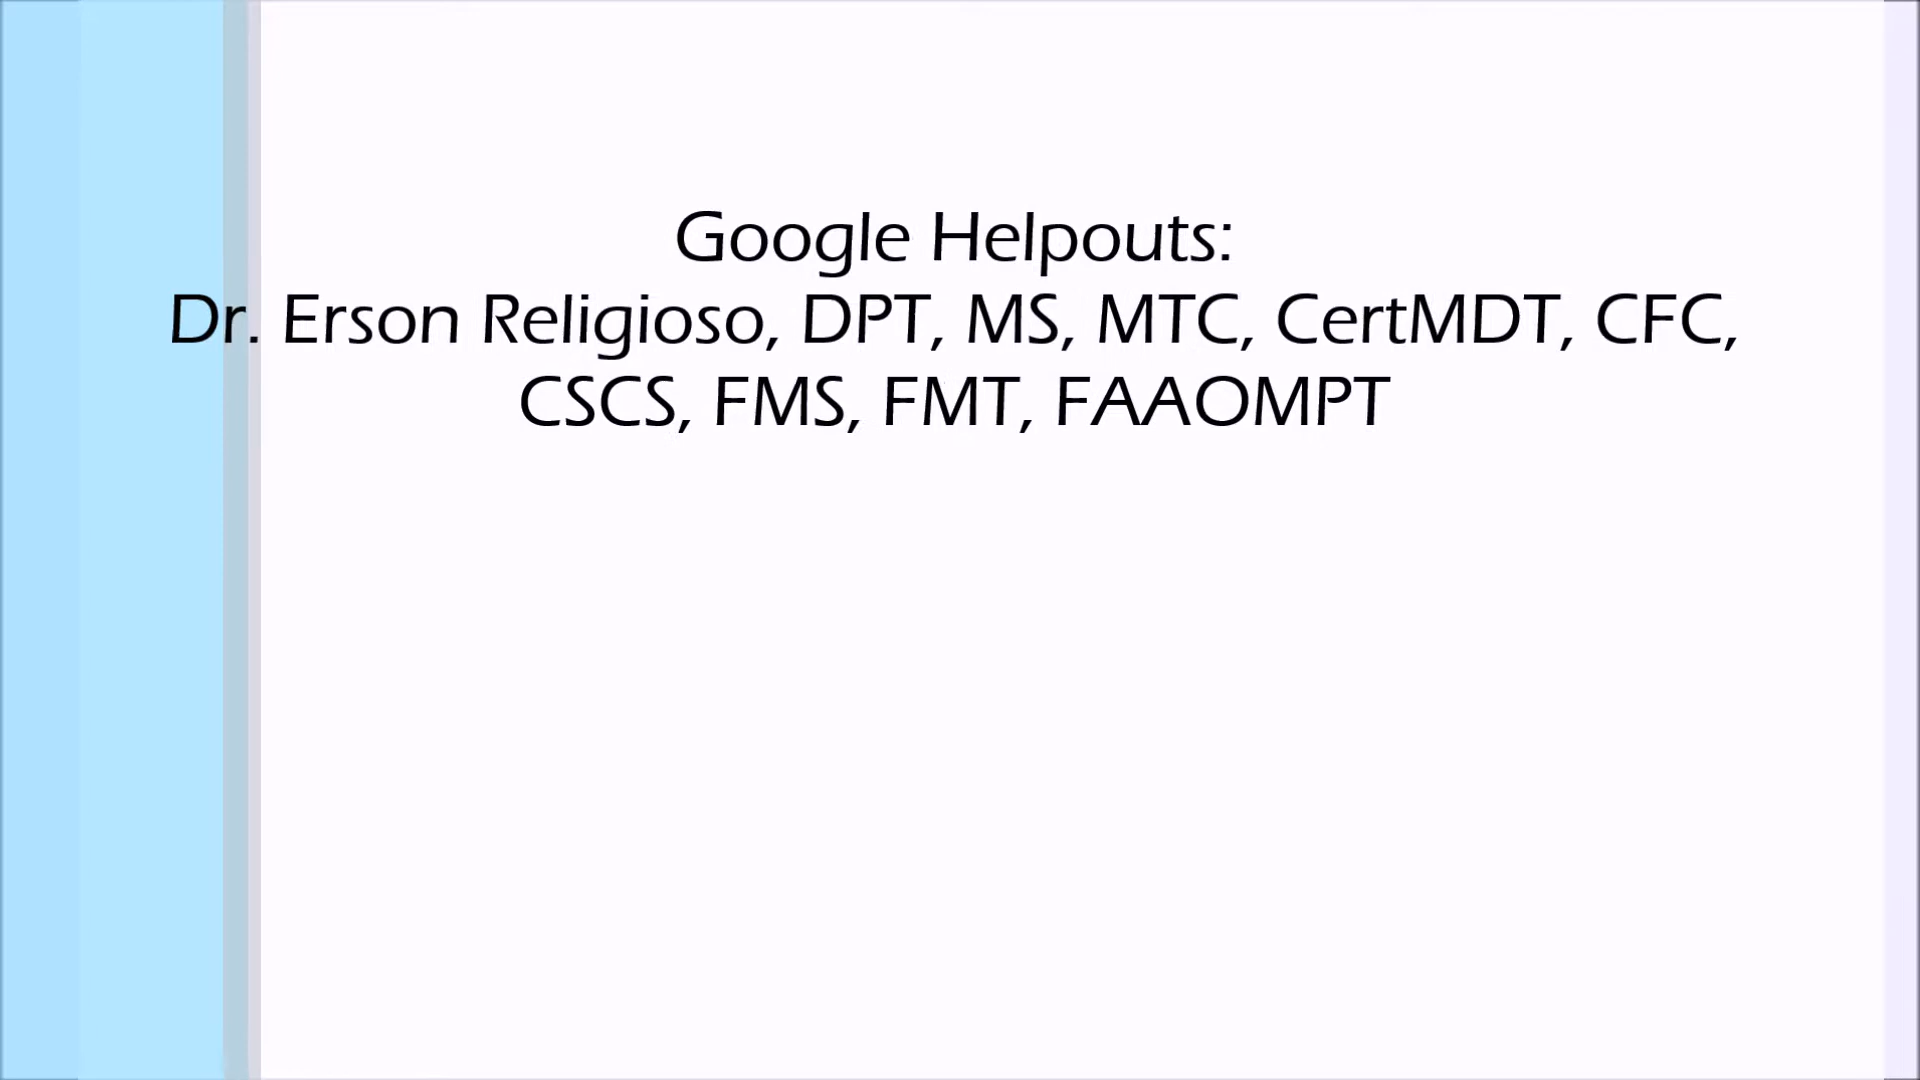 Google Helpouts:
Dr. Erson Religioso, DPT, MS, MTC, CertMDT, CFC,
CSCS, FMS, FMT, FAAOMPT